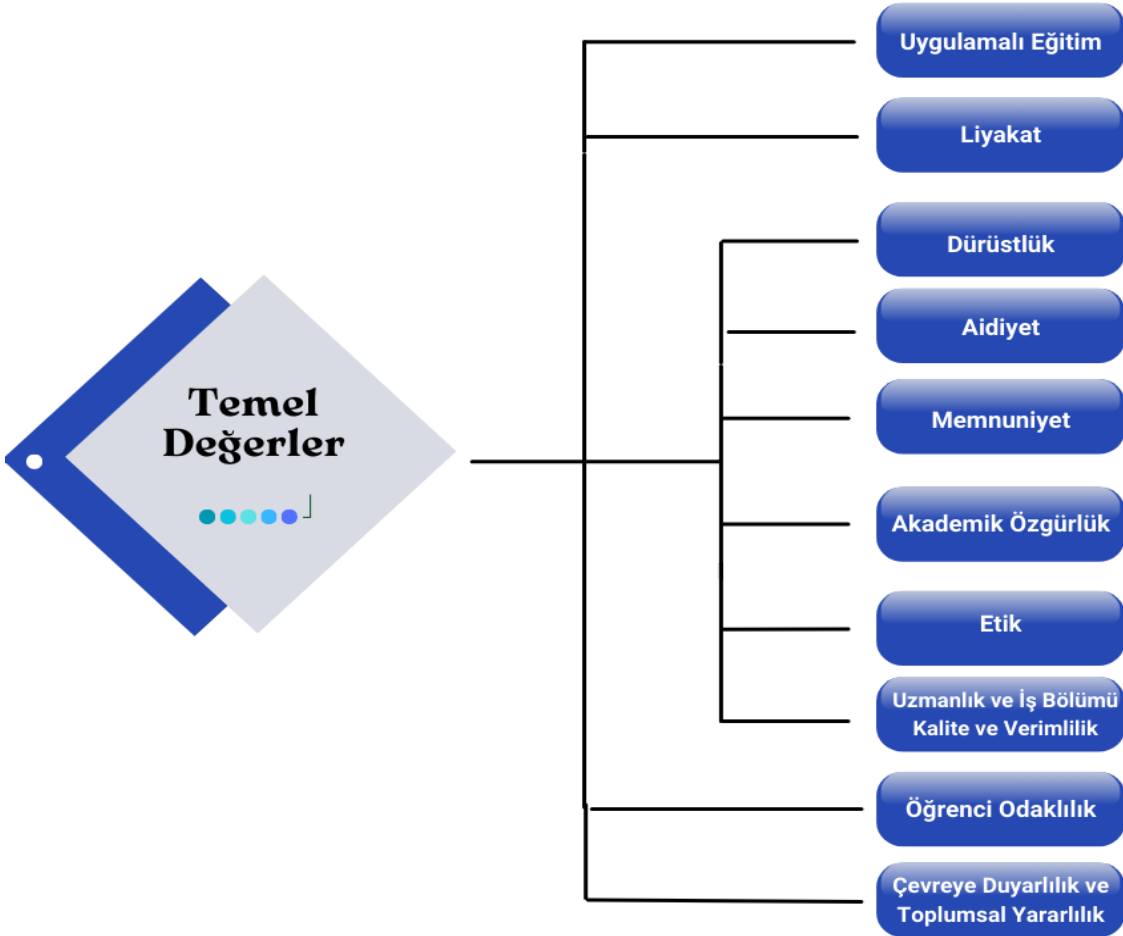 Temel
Değerler
Uygulamalı Eğitim
Liyakat
Dürüstlük
Aidiyet
Memnuniyet
Akademik Özgürlük
Etik
Uzmanlık ve İş Bölümü
Kalite ve Verimlilik
Öğrenci Odaklılık
Çevreye Duyarlılık ve
Toplumsal Yararlılık